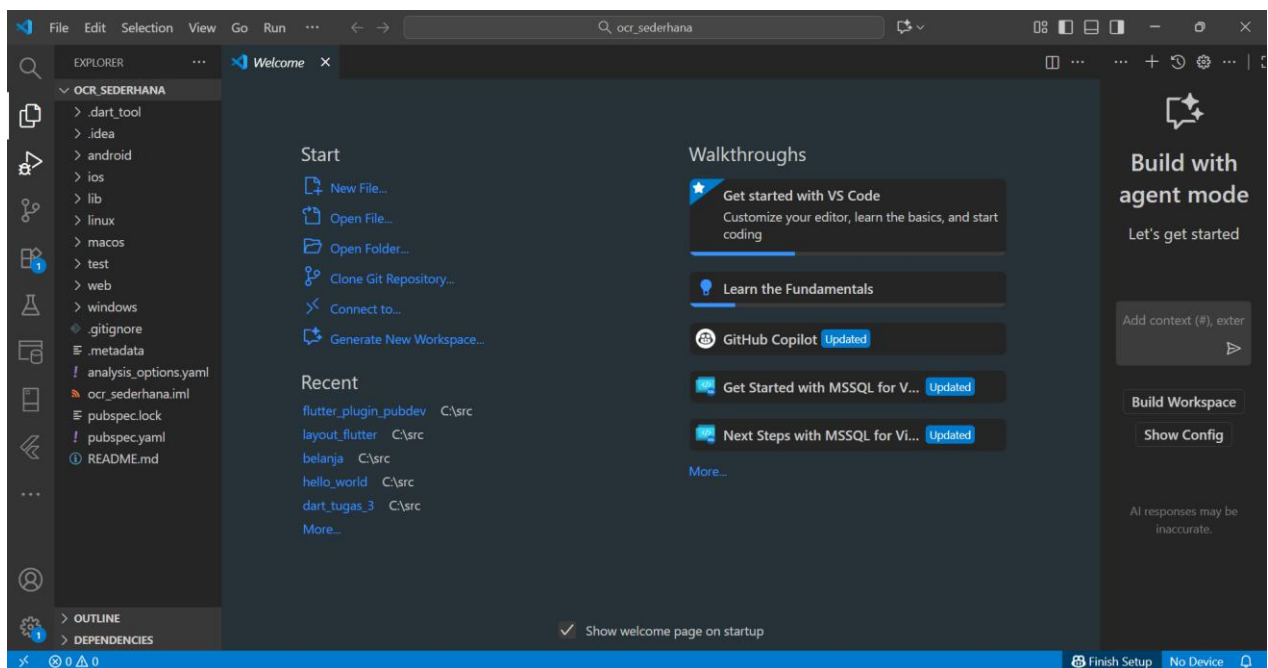 File Edit Selection View Go Run ··· ocr_sederhana
EXPLORER ···
OCR_SEDERHANA
.dart_tool
.idea
android
ios
lib
linux
macos
test
web
windows
.gitignore
.metadata
analysis_options.yaml
ocr_sederhana.iml
pubspec.lock
pubspec.yaml
README.md
OUTLINE
DEPENDENCIES
1
1
Welcome
Start
New File...
Open File...
Open Folder...
Clone Git Repository...
Connect to...
Generate New Workspace...
Recent
flutter_plugin_pubdev C:\src
layout_flutter C:\src
belanja C:\src
hello_world C:\src
dart_tugas_3 C:\src
More...
Walkthroughs
Get started with VS Code
Customize your editor, learn the basics, and start
coding
Learn the Fundamentals
GitHub Copilot Updated
Get Started with MSSQL for V... Updated
Next Steps with MSSQL for Vi... Updated
More...
Show welcome page on startup
Build with
agent mode
Let's get started
Add context (#), exter
Build Workspace
Show Config
AI responses may be
inaccurate.
0 0 Finish Setup No Device